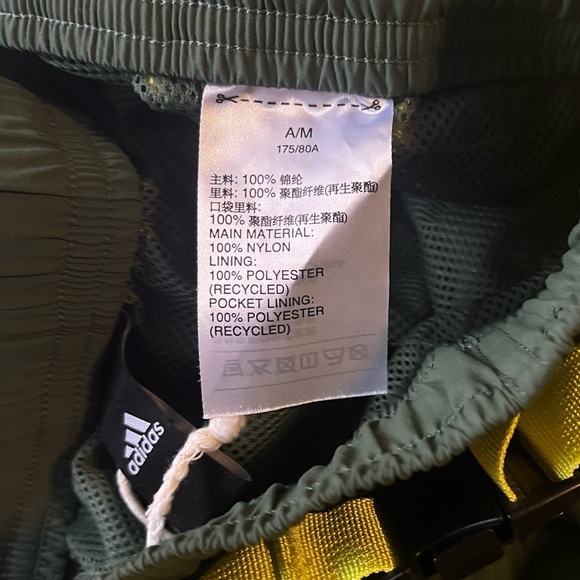 A/M
175/80A
主料: 100% 锦纶
里料: 100% 聚酯纤维(再生聚酯)
口袋里料:
100% 聚酯纤维(再生聚酯)
MAIN MATERIAL:
100% NYLON
LINING:
100% POLYESTER
(RECYCLED)
POCKET LINING:
100% POLYESTER
(RECYCLED)
adidas